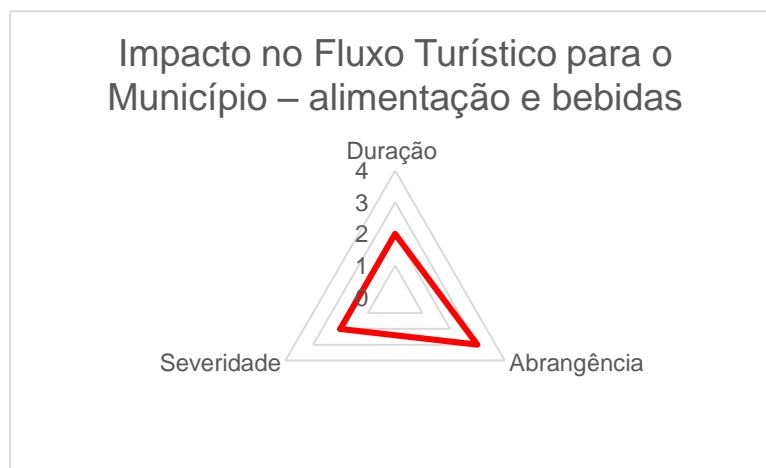 Impacto no Fluxo Turístico para o
Município – alimentação e bebidas
Duração
4
3
2
1
0
Severidade
Abrangência